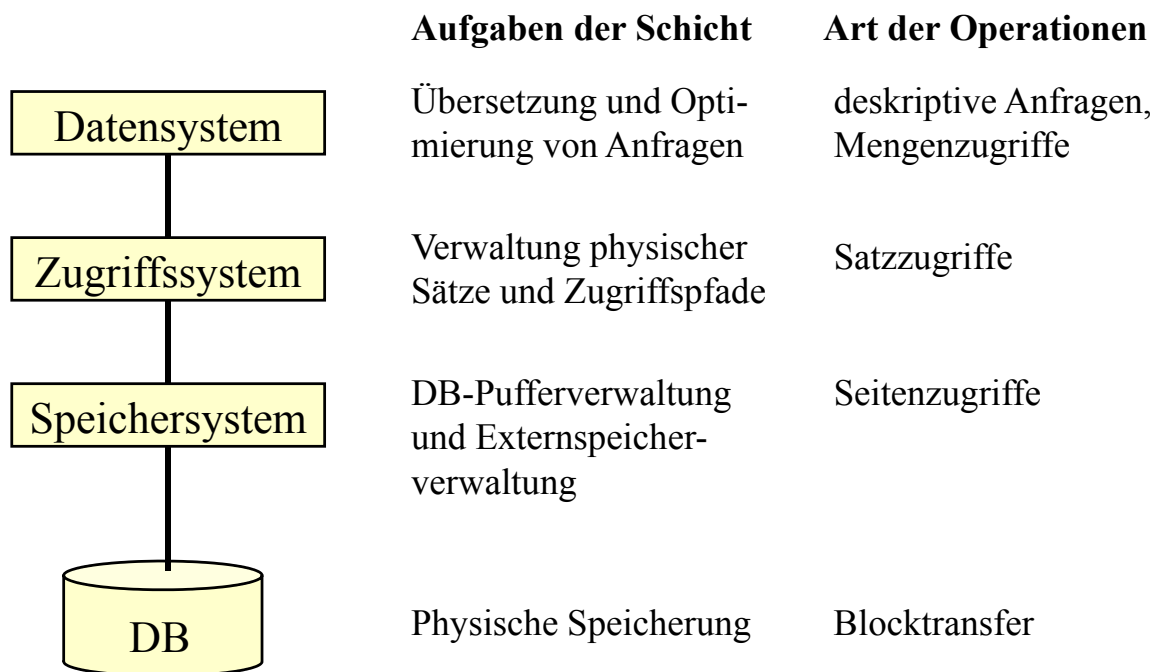 Aufgaben der Schicht
Art der Operationen
Datensystem
Übersetzung und Opti-
mierung von Anfragen
deskriptive Anfragen,
Mengenzugriffe
Zugriffssystem
Verwaltung physischer
Sätze und Zugriffspfade
Satzzugriffe
Speichersystem
DB-Pufferverwaltung
und Externspeicher-
verwaltung
Seitenzugriffe
DB
Physische Speicherung
Blocktransfer